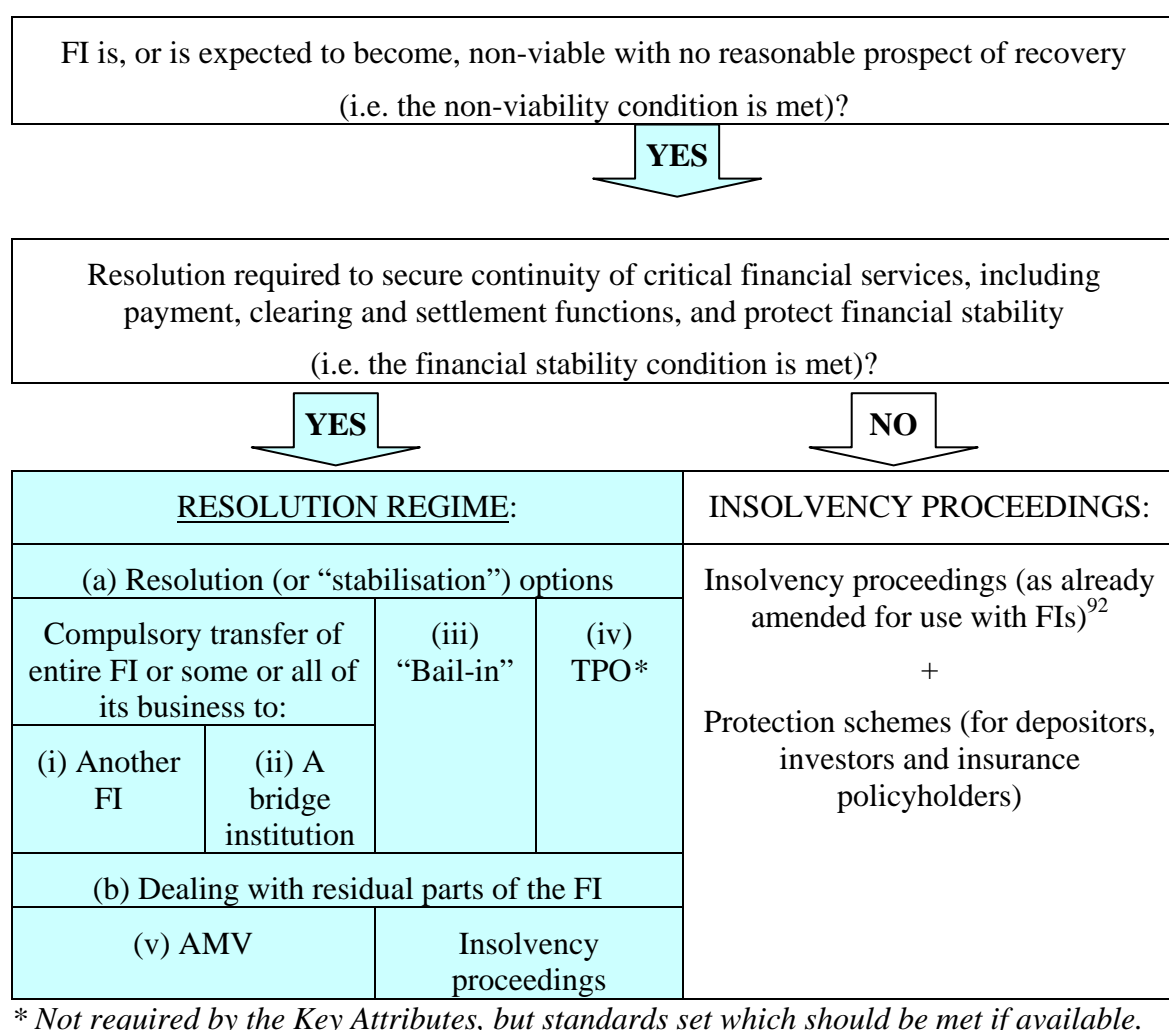 FI is, or is expected to become, non-viable with no reasonable prospect of recovery
(i.e. the non-viability condition is met)?
YES
Resolution required to secure continuity of critical financial services, including
payment, clearing and settlement functions, and protect financial stability
(i.e. the financial stability condition is met)?
YES
NO
RESOLUTION REGIME:
(a) Resolution (or “stabilisation”) options
Compulsory transfer of
entire FI or some or all of
its business to:
(i) Another
FI
(ii) A
bridge
institution
(iii)
“Bail-in”
(iv)
TPO*
(b) Dealing with residual parts of the FI
(v) AMV
Insolvency
proceedings
INSOLVENCY PROCEEDINGS:
Insolvency proceedings (as already
amended for use with FIs)92
+
Protection schemes (for depositors,
investors and insurance
policyholders)
* Not required by the Key Attributes, but standards set which should be met if available.